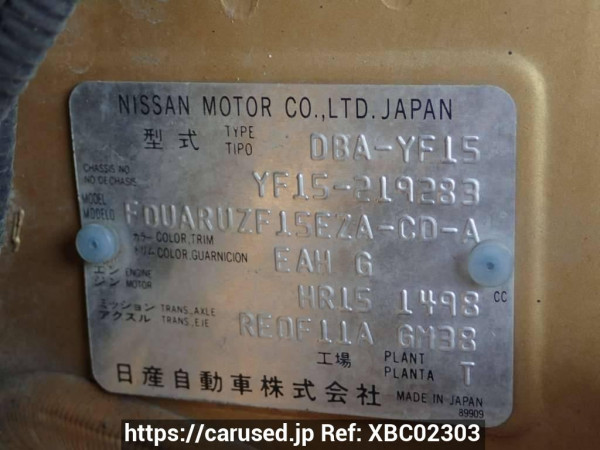 NISSAN MOTOR CO.,LTD.JAPAN
型式 TYPE TIPO DBA-YF15
CHASSIS NO. NO DE CHASIS. YF15-219283
MODEL MODELO FDUARUZF15EZA-CD-A
カラー COLOR,TRIM
トリム COLOR,GUARNICION EAH G
エンジン ENGINE MOTOR HR15 1498 CC
ミッション TRANS,AXLE
アクスル TRANS,EJE RE0F11A GM38
工場 PLANT PLANTA T
日産自動車株式会社 MADE IN JAPAN
89909
https://carused.jp Ref: XBC02303